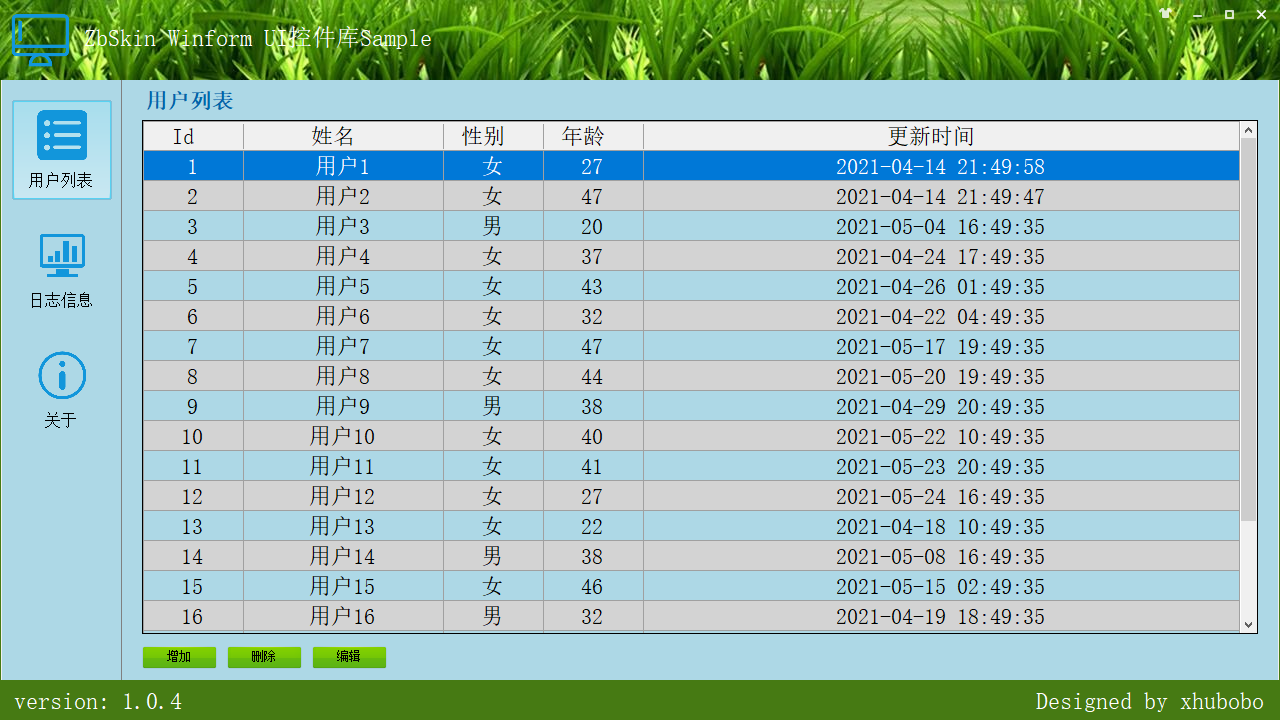 ZbSkin Winform UI控件库Sample
用户列表
日志信息
关于
用户列表
Id 姓名 性别 年龄 更新时间
1 用户1 女 27 2021-04-14 21:49:58
2 用户2 女 47 2021-04-14 21:49:47
3 用户3 男 20 2021-05-04 16:49:35
4 用户4 女 37 2021-04-24 17:49:35
5 用户5 女 43 2021-04-26 01:49:35
6 用户6 女 32 2021-04-22 04:49:35
7 用户7 女 47 2021-05-17 19:49:35
8 用户8 女 44 2021-05-20 19:49:35
9 用户9 男 38 2021-04-29 20:49:35
10 用户10 女 40 2021-05-22 10:49:35
11 用户11 女 41 2021-05-23 20:49:35
12 用户12 女 27 2021-05-24 16:49:35
13 用户13 女 22 2021-04-18 10:49:35
14 用户14 男 38 2021-05-08 16:49:35
15 用户15 女 46 2021-05-15 02:49:35
16 用户16 男 32 2021-04-19 18:49:35
增加 删除 编辑
version: 1.0.4
Designed by xhubobo